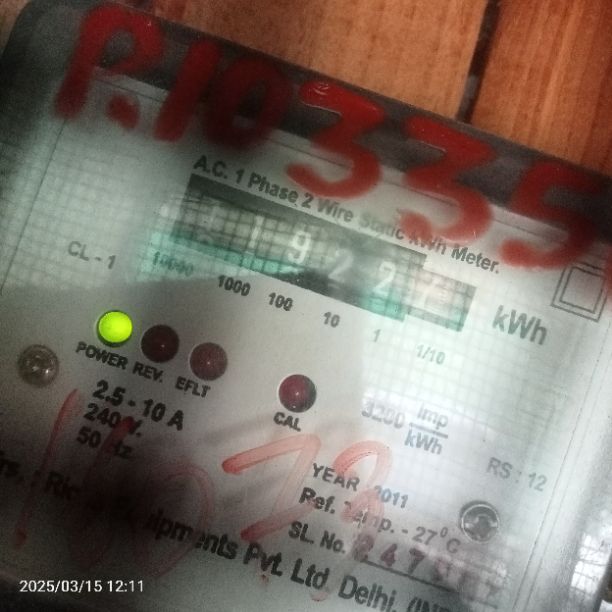 P.10335
A.C. 1 Phase 2 Wire Static kWh Meter.
1 9 2 2
kWh
CL - 1
10000 1000 100 10 1 1/10
POWER REV. EFLT
CAL
2.5 - 10 A
240 V.
50 Hz
3200 imp/kWh
RS : 12
YEAR 2011
Ref. Temp. - 27°C
SL. No.
Pvt. Ltd. Delhi.
2025/03/15 12:11